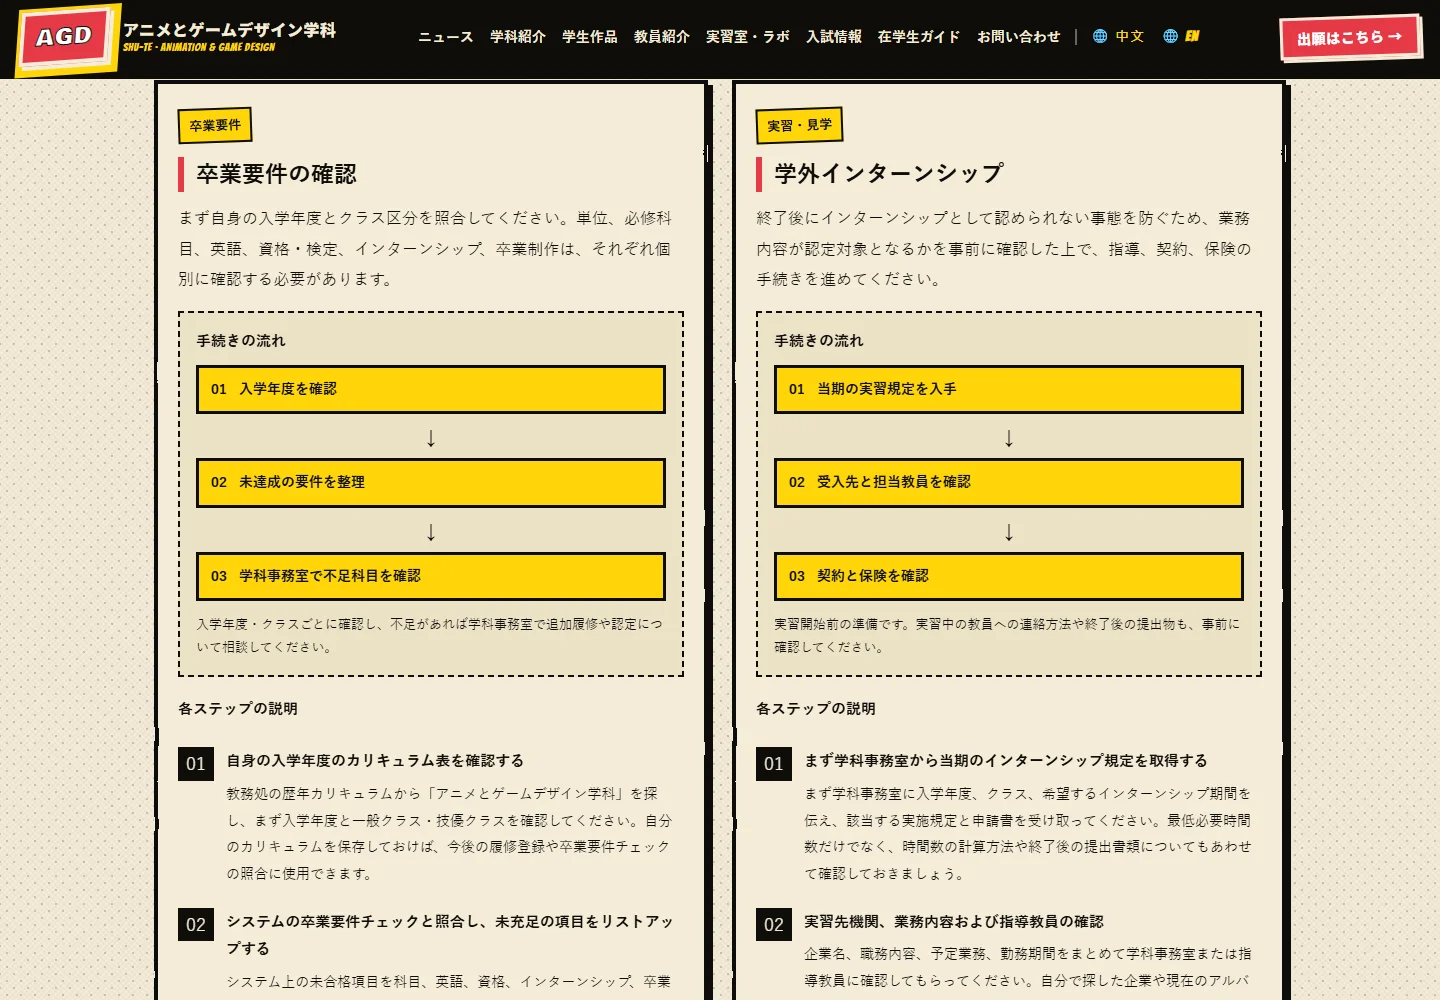 AGD
アニメとゲームデザイン学科
SHU-TE · ANIMATION & GAME DESIGN
ニュース 学科紹介 学生作品 教員紹介 実習室・ラボ 入試情報 在学生ガイド お問い合わせ | 中文 EN
出願はこちら →
卒業要件
卒業要件の確認
まず自身の入学年度とクラス区分を照合してください。単位、必修科
目、英語、資格・検定、インターンシップ、卒業制作は、それぞれ個
別に確認する必要があります。
手続きの流れ
01 入学年度を確認
↓
02 未達成の要件を整理
↓
03 学科事務室で不足科目を確認
入学年度・クラスごとに確認し、不足があれば学科事務室で追加履修や認定につ
いて相談してください。
各ステップの説明
01 自身の入学年度のカリキュラム表を確認する
教務処の歴年カリキュラムから「アニメとゲームデザイン学科」を探
し、まず入学年度と一般クラス・技優クラスを確認してください。自分
のカリキュラムを保存しておけば、今後の履修登録や卒業要件チェック
の照合に使用できます。
02 システムの卒業要件チェックと照合し、未充足の項目をリストアッ
プする
システム上の未合格項目を科目、英語、資格、インターンシップ、卒業
実習・見学
学外インターンシップ
終了後にインターンシップとして認められない事態を防ぐため、業務
内容が認定対象となるかを事前に確認した上で、指導、契約、保険の
手続きを進めてください。
手続きの流れ
01 当期の実習規定を入手
↓
02 受入先と担当教員を確認
↓
03 契約と保険を確認
実習開始前の準備です。実習中の教員への連絡方法や終了後の提出物も、事前に
確認してください。
各ステップの説明
01 まず学科事務室から当期のインターンシップ規定を取得する
まず学科事務室に入学年度、クラス、希望するインターンシップ期間を
伝え、該当する実施規定と申請書を受け取ってください。最低必要時間
数だけでなく、時間数の計算方法や終了後の提出書類についてもあわせ
て確認しておきましょう。
02 実習先機関、業務内容および指導教員の確認
企業名、職務内容、予定業務、勤務期間をまとめて学科事務室または指
導教員に確認してもらってください。自分で探した企業や現在のアルバ